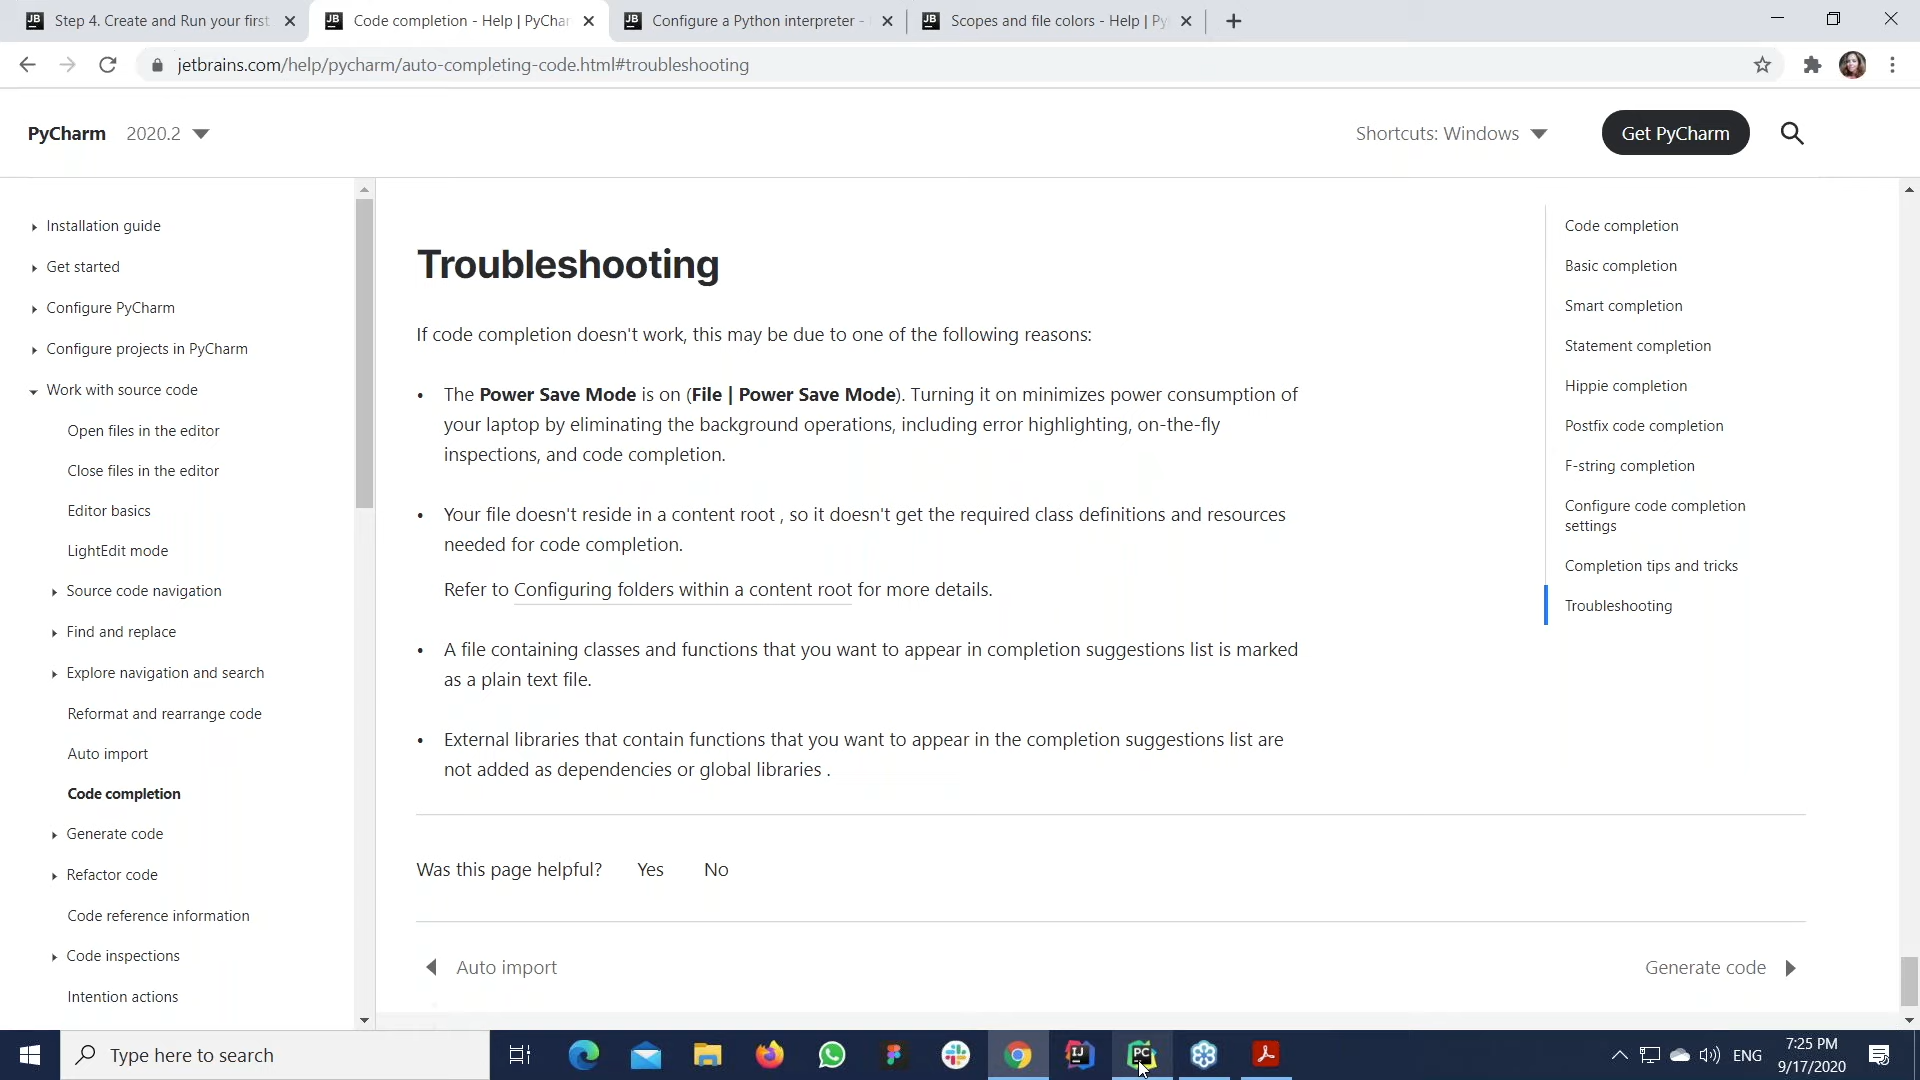 Step 4. Create and Run your first
Code completion - Help | PyChar
Configure a Python interpreter -
Scopes and file colors - Help | Py
jetbrains.com/help/pycharm/auto-completing-code.html#troubleshooting
PyCharm 2020.2
Shortcuts: Windows
Get PyCharm
Installation guide
Get started
Configure PyCharm
Configure projects in PyCharm
Work with source code
Open files in the editor
Close files in the editor
Editor basics
LightEdit mode
Source code navigation
Find and replace
Explore navigation and search
Reformat and rearrange code
Auto import
Code completion
Generate code
Refactor code
Code reference information
Code inspections
Intention actions
Troubleshooting
If code completion doesn't work, this may be due to one of the following reasons:
• The Power Save Mode is on (File | Power Save Mode). Turning it on minimizes power consumption of
your laptop by eliminating the background operations, including error highlighting, on-the-fly
inspections, and code completion.
• Your file doesn't reside in a content root , so it doesn't get the required class definitions and resources
needed for code completion.
Refer to Configuring folders within a content root for more details.
• A file containing classes and functions that you want to appear in completion suggestions list is marked
as a plain text file.
• External libraries that contain functions that you want to appear in the completion suggestions list are
not added as dependencies or global libraries .
Was this page helpful? Yes No
Auto import
Generate code
Code completion
Basic completion
Smart completion
Statement completion
Hippie completion
Postfix code completion
F-string completion
Configure code completion
settings
Completion tips and tricks
Troubleshooting
Type here to search
ENG
7:25 PM
9/17/2020